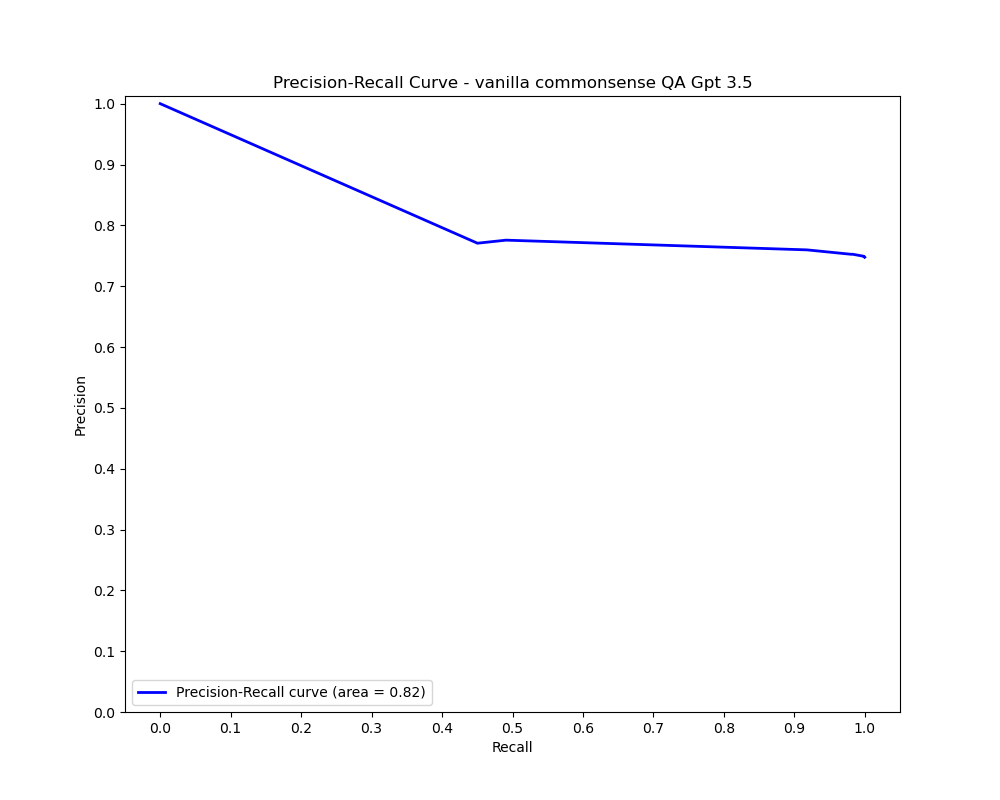 Precision-Recall Curve - vanilla commonsense QA Gpt 3.5
1.0
0.9
0.8
0.7
0.6
0.5
0.4
0.3
0.2
0.1
0.0
Precision
Precision-Recall curve (area = 0.82)
0.0 0.1 0.2 0.3 0.4 0.5 0.6 0.7 0.8 0.9 1.0
Recall